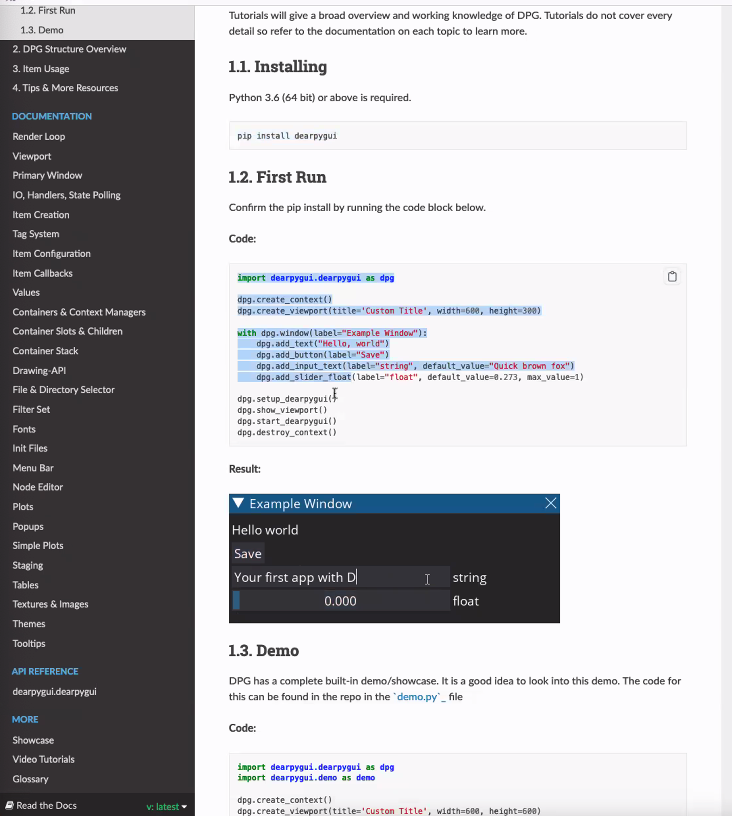 1.2. First Run
1.3. Demo
2. DPG Structure Overview
3. Item Usage
4. Tips & More Resources
DOCUMENTATION
Render Loop
Viewport
Primary Window
IO, Handlers, State Polling
Item Creation
Tag System
Item Configuration
Item Callbacks
Values
Containers & Context Managers
Container Slots & Children
Container Stack
Drawing-API
File & Directory Selector
Filter Set
Fonts
Init Files
Menu Bar
Node Editor
Plots
Popups
Simple Plots
Staging
Tables
Textures & Images
Themes
Tooltips
API REFERENCE
dearpygui.dearpygui
MORE
Showcase
Video Tutorials
Glossary
Read the Docs
v: latest
Tutorials will give a broad overview and working knowledge of DPG. Tutorials do not cover every
detail so refer to the documentation on each topic to learn more.
1.1. Installing
Python 3.6 (64 bit) or above is required.
pip install dearpygui
1.2. First Run
Confirm the pip install by running the code block below.
Code:
import dearpygui.dearpygui as dpg
dpg.create_context()
dpg.create_viewport(title='Custom Title', width=600, height=300)
with dpg.window(label="Example Window"):
    dpg.add_text("Hello, world")
    dpg.add_button(label="Save")
    dpg.add_input_text(label="string", default_value="Quick brown fox")
    dpg.add_slider_float(label="float", default_value=0.273, max_value=1)
dpg.setup_dearpygui()
dpg.show_viewport()
dpg.start_dearpygui()
dpg.destroy_context()
Result:
Example Window
Hello world
Save
Your first app with D string
0.000 float
1.3. Demo
DPG has a complete built-in demo/showcase. It is a good idea to look into this demo. The code for
this can be found in the repo in the `demo.py`_ file
Code:
import dearpygui.dearpygui as dpg
import dearpygui.demo as demo
dpg.create_context()
dpg.create_viewport(title='Custom Title', width=600, height=600)